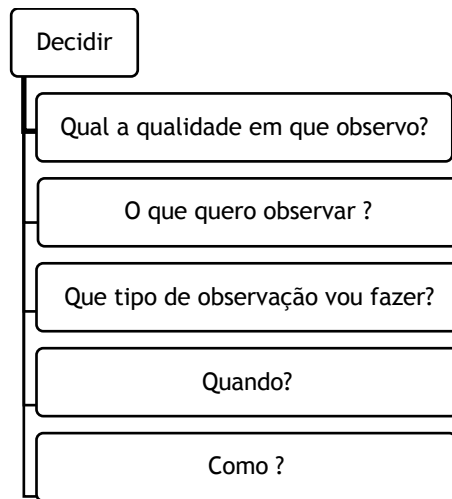 Decidir
Qual a qualidade em que observo?
O que quero observar ?
Que tipo de observação vou fazer?
Quando?
Como ?